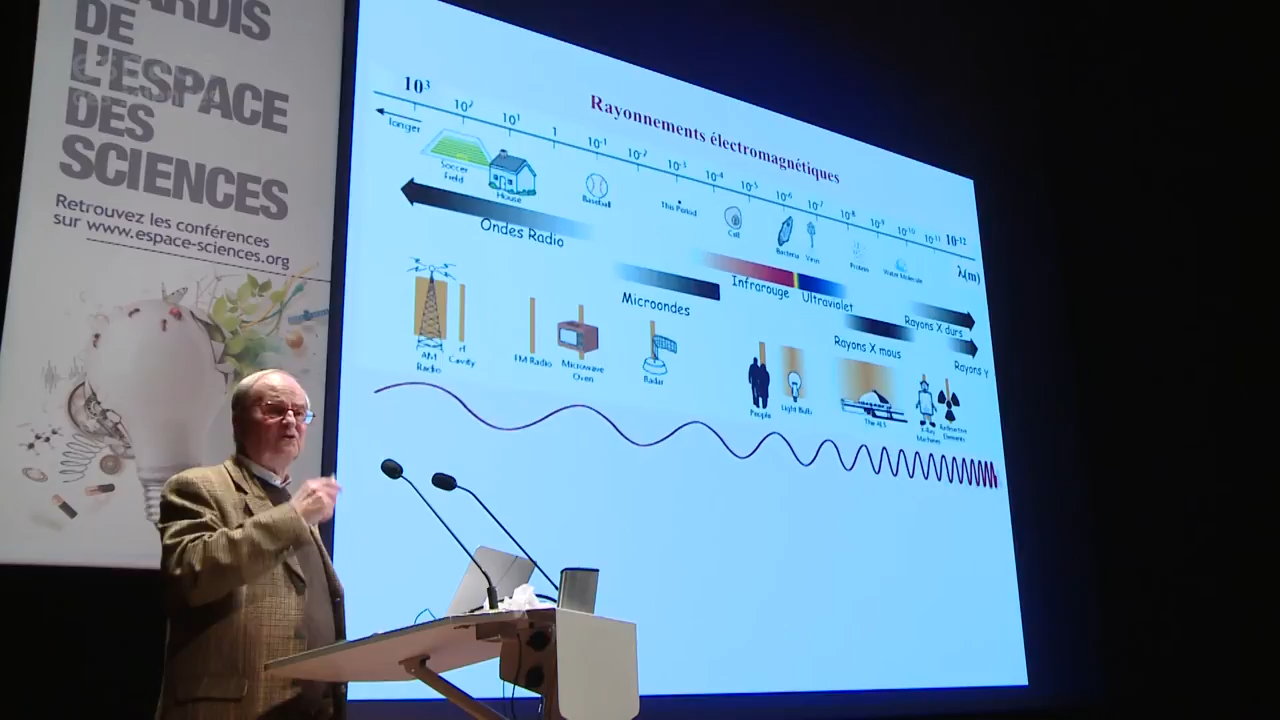 MARDIS
DE
L'ESPACE
DES
SCIENCES
Retrouvez les conférences
sur www.espace-sciences.org
Rayonnements électromagnétiques
10³ 10² 10¹ 1 10⁻¹ 10⁻² 10⁻³ 10⁻⁴ 10⁻⁵ 10⁻⁶ 10⁻⁷ 10⁻⁸ 10⁻⁹ 10⁻¹⁰ 10⁻¹¹ 10⁻¹²
longer
λ(m)
Soccer
Field
House
Baseball
This Period
Cell
Bacteria
Virus
Protein
Water Molecule
Ondes Radio
Microondes
Infrarouge
Ultraviolet
Rayons X mous
Rayons X durs
Rayons γ
AM
Radio
rf
Cavity
FM Radio
Microwave
Oven
Radar
People
Light Bulb
The ALS
X-Ray
Machines
Radioactive
Elements